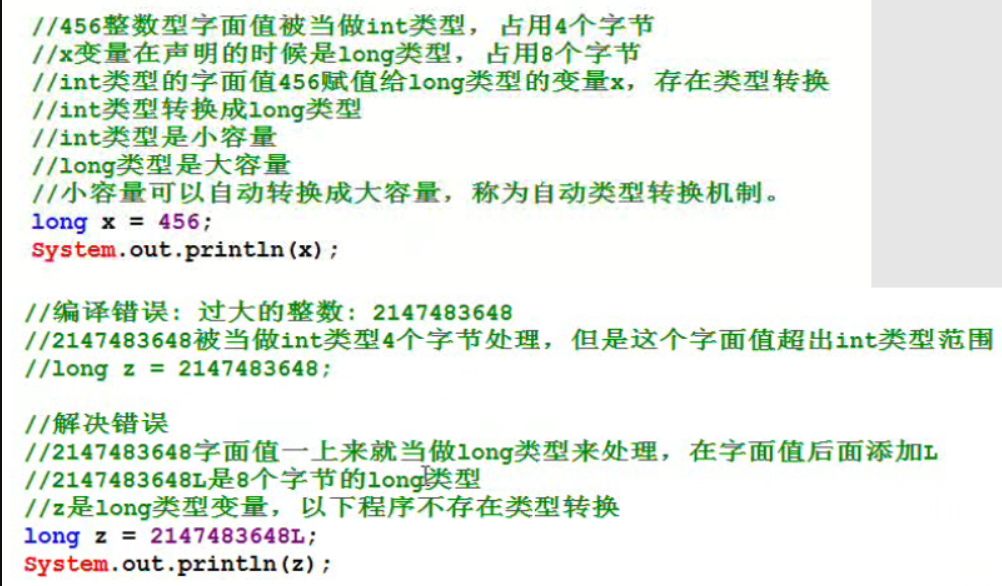 //456整数型字面值被当做int类型，占用4个字节
//x变量在声明的时候是long类型，占用8个字节
//int类型的字面值456赋值给long类型的变量x，存在类型转换
//int类型转换成long类型
//int类型是小容量
//long类型是大容量
//小容量可以自动转换成大容量，称为自动类型转换机制。
long x = 456;
System.out.println(x);
//编译错误: 过大的整数: 2147483648
//2147483648被当做int类型4个字节处理，但是这个字面值超出int类型范围
//long z = 2147483648;
//解决错误
//2147483648字面值一上来就当做long类型来处理，在字面值后面添加L
//2147483648L是8个字节的long类型
//z是long类型变量，以下程序不存在类型转换
long z = 2147483648L;
System.out.println(z);